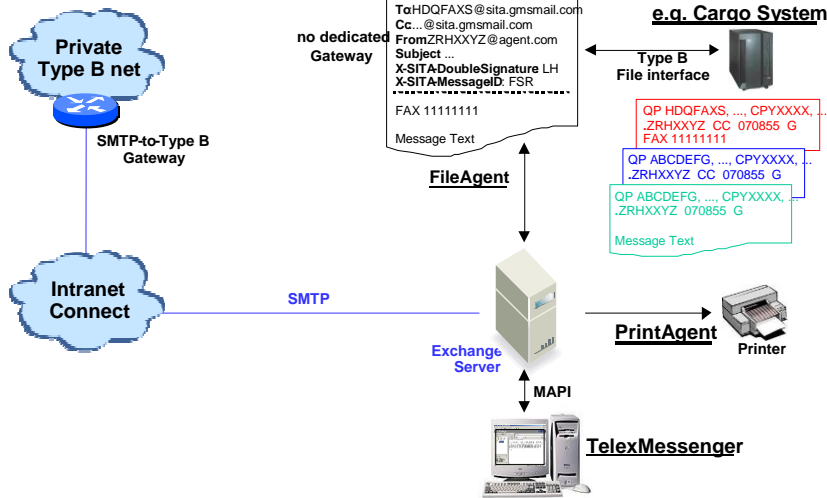 Private
Type B net
SMTP-to-Type B
Gateway
Intranet
Connect
SMTP
no dedicated
Gateway
To:HDQFAXS@sita.gmsmail.com
Cc:...@sita.gmsmail.com
From:ZRHXXYZ@agent.com
Subject ...
X-SITA-DoubleSignature LH
X-SITA-MessageID: FSR
FAX 11111111
Message Text
FileAgent
e.q. Cargo System
Type B
File interface
QP HDQFAXS, ..., CPYXXXX, ...
.ZRHXXYZ CC 070855 G
FAX 11111111
QP ABCDEFG, ..., CPYXXXX, ...
.ZRHXXYZ CC 070855 G
QP ABCDEFG, ..., CPYXXXX, ...
.ZRHXXYZ 070855 G
Message Text
Exchange
Server
PrintAgent
Printer
MAPI
TelexMessenger